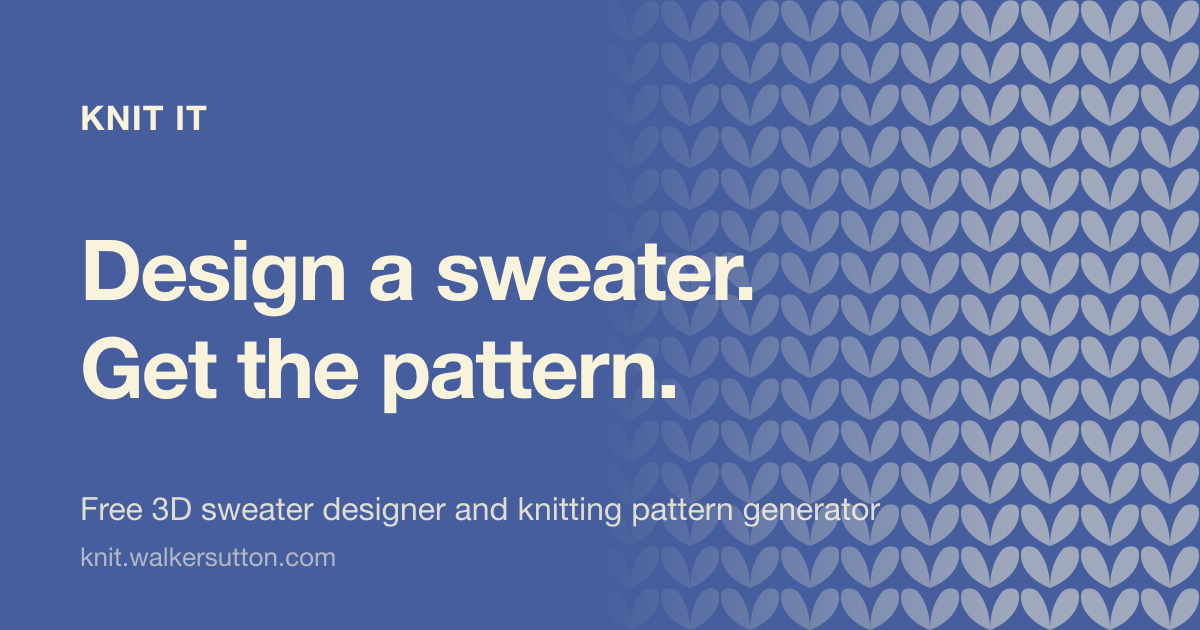 KNIT IT
Design a sweater.
Get the pattern.
Free 3D sweater designer and knitting pattern generator
knit.walkersutton.com